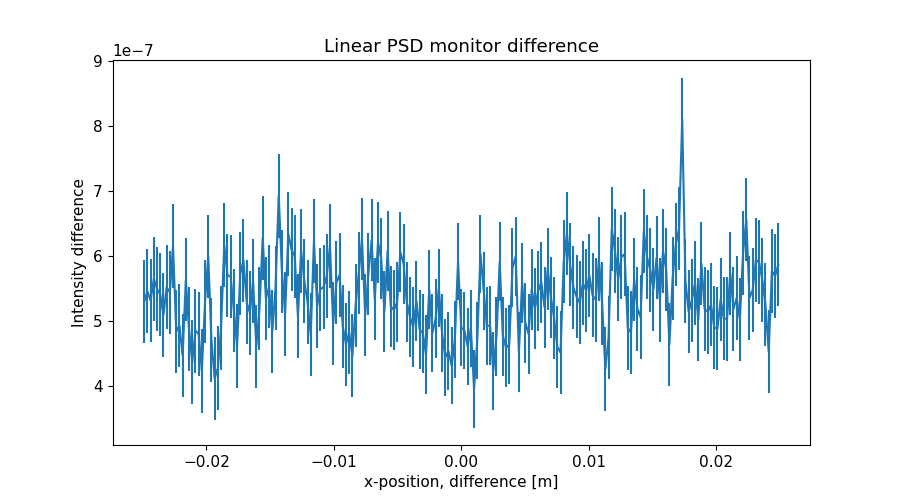 Linear PSD monitor difference
1e−7
9
8
7
6
5
4
Intensity difference
−0.02 −0.01 0.00 0.01 0.02
x-position, difference [m]